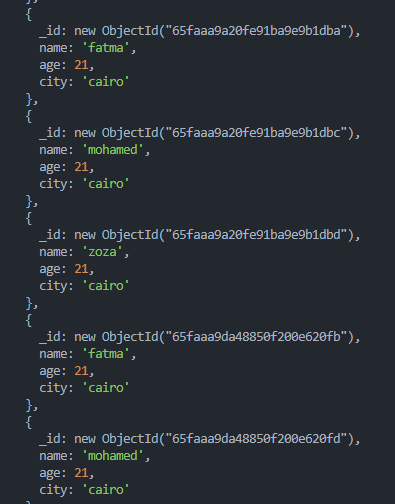 },
{
_id: new ObjectId("65faaa9a20fe91ba9e9b1dba"),
name: 'fatma',
age: 21,
city: 'cairo'
},
{
_id: new ObjectId("65faaa9a20fe91ba9e9b1dbc"),
name: 'mohamed',
age: 21,
city: 'cairo'
},
{
_id: new ObjectId("65faaa9a20fe91ba9e9b1dbd"),
name: 'zoza',
age: 21,
city: 'cairo'
},
{
_id: new ObjectId("65faaa9da48850f200e620fb"),
name: 'fatma',
age: 21,
city: 'cairo'
},
{
_id: new ObjectId("65faaa9da48850f200e620fd"),
name: 'mohamed',
age: 21,
city: 'cairo'